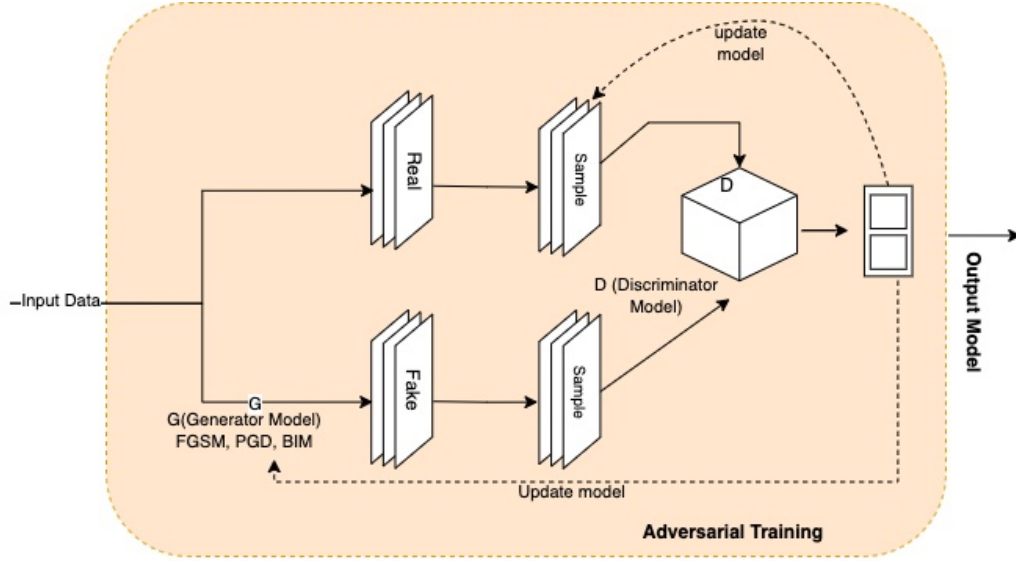 update
model
Real
Sample
D
Input Data
D (Discriminator
Model)
Output Model
G
G(Generator Model)
FGSM, PGD, BIM
Fake
Sample
Update model
Adversarial Training